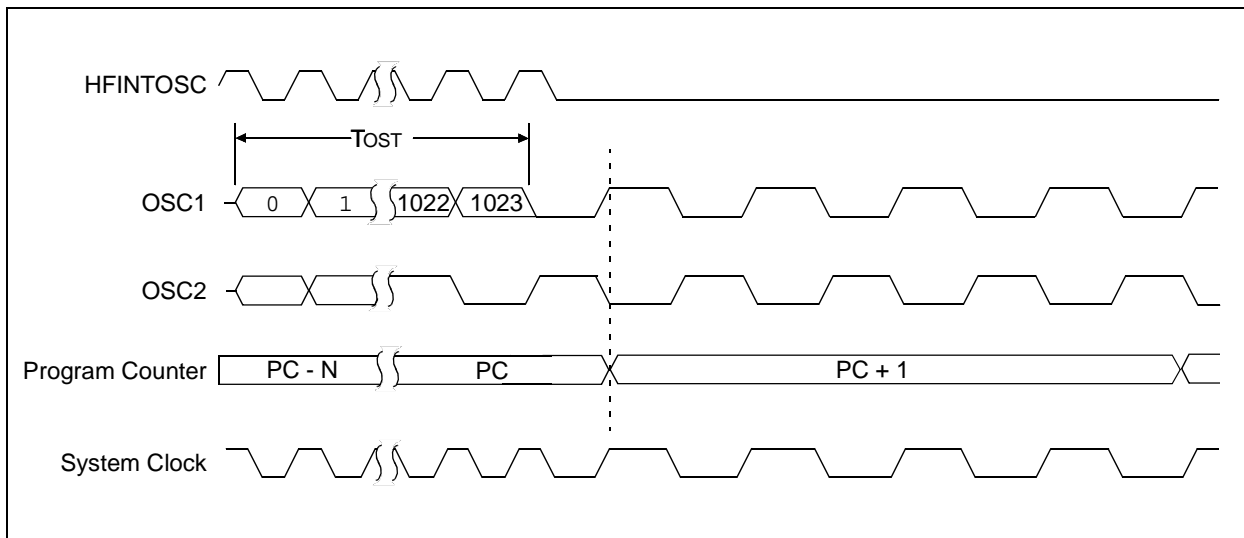 HFINTOSC
TOST
OSC1 0 1 1022 1023
OSC2
Program Counter PC - N PC PC + 1
System Clock